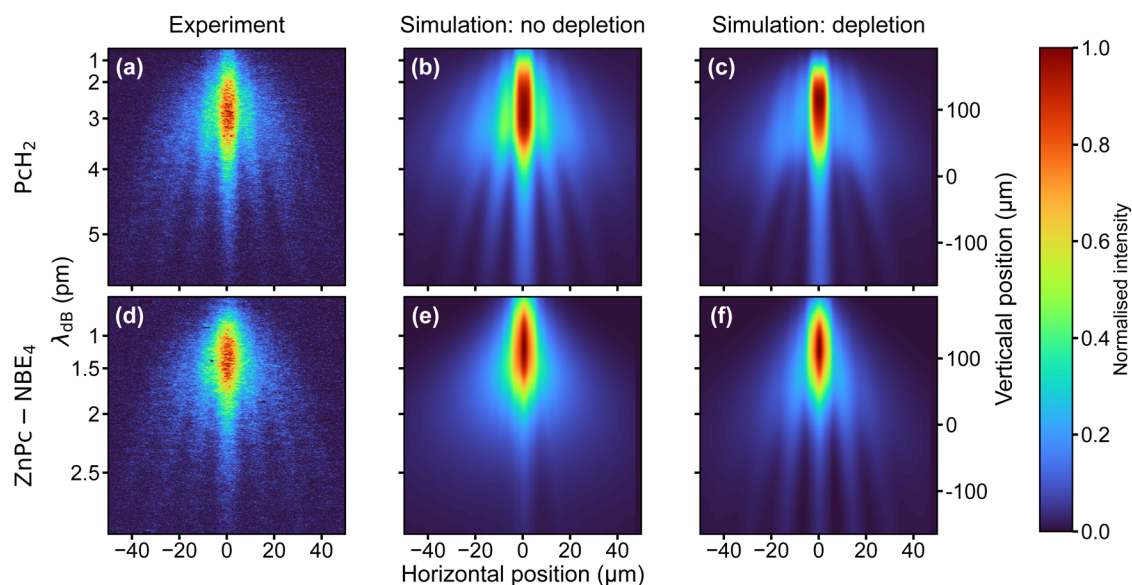 Experiment
Simulation: no depletion
Simulation: depletion
(a)
(b)
(c)
(d)
(e)
(f)
PcH2
ZnPc – NBE4
λdB (pm)
1
2
3
4
5
1
1.5
2
2.5
100
0
-100
100
0
-100
Verticalal position (µm)
−40 −20 0 20 40
−40 −20 0 20 40
−40 −20 0 20 40
Horizontal position (µm)
1.0
0.8
0.6
0.4
0.2
0.0
Normalised intensity